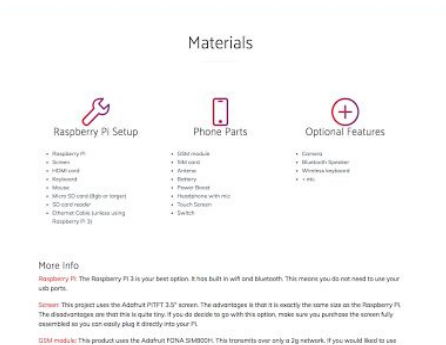 Materials
Raspberry Pi Setup
Raspberry Pi
Screen
HDMI cord
Keyboard
Mouse
Micro SD card (8gb or larger)
SD card reader
Ethernet Cable (unless using
Raspberry Pi 3)
Phone Parts
GSM module
SIM card
Antena
Battery
Power Boost
Headphone with mic
Touch Screen
Switch
Optional Features
Camera
Bluetooth Speaker
Wireless keyboard
+ etc.
More Info
Raspberry Pi: The Raspberry Pi 3 is your best option. It has built in wifi and bluetooth. This means you do not need to use your
usb ports.
Screen: This project uses the Adafruit PiTFT 3.5" screen. The advantages is that it is exactly the same size as the Raspberry Pi.
The disadvantages are that this is quite tiny. If you do decide to go with this option, make sure you purchase the screen fully
assembled so you can easily plug it directly into your Pi.
GSM module: This product uses the Adafruit FONA SIM800H. This transmits over only a 2g network. If you would liked to use